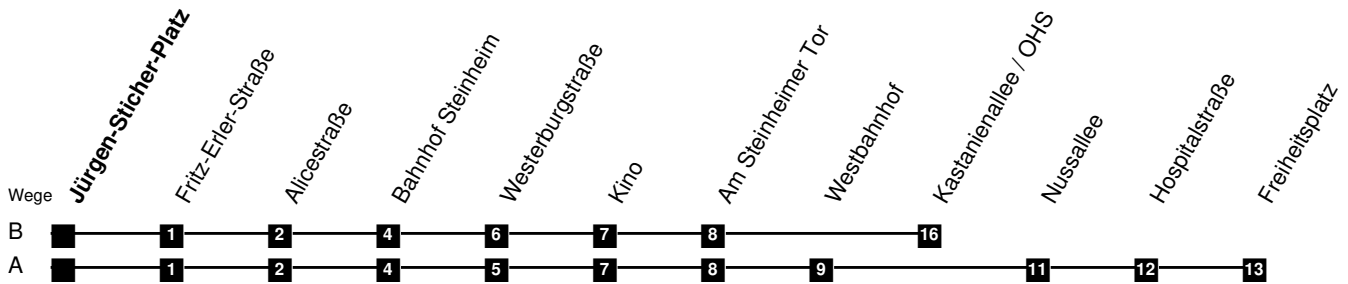 Jürgen-Sticher-Platz
Fritz-Erler-Straße
Alicestraße
Bahnhof Steinheim
Westerburgstraße
Kino
Am Steinheimer Tor
Westbahnhof
Kastanienallee / OHS
Nussallee
Hospitalstraße
Freiheitsplatz
Wege
B 1 2 4 6 7 8 16
A 1 2 4 5 7 8 9 11 12 13